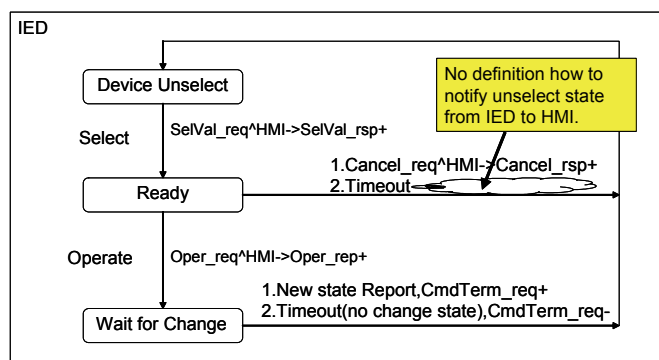 IED
Device Unselect
No definition how to
notify unselect state
from IED to HMI.
Select
SelVal_req^HMI->SelVal_rsp+
1.Cancel_req^HMI->Cancel_rsp+
2.Timeout
Ready
Operate
Oper_req^HMI->Oper_rep+
1.New state Report,CmdTerm_req+
2.Timeout(no change state),CmdTerm_req-
Wait for Change